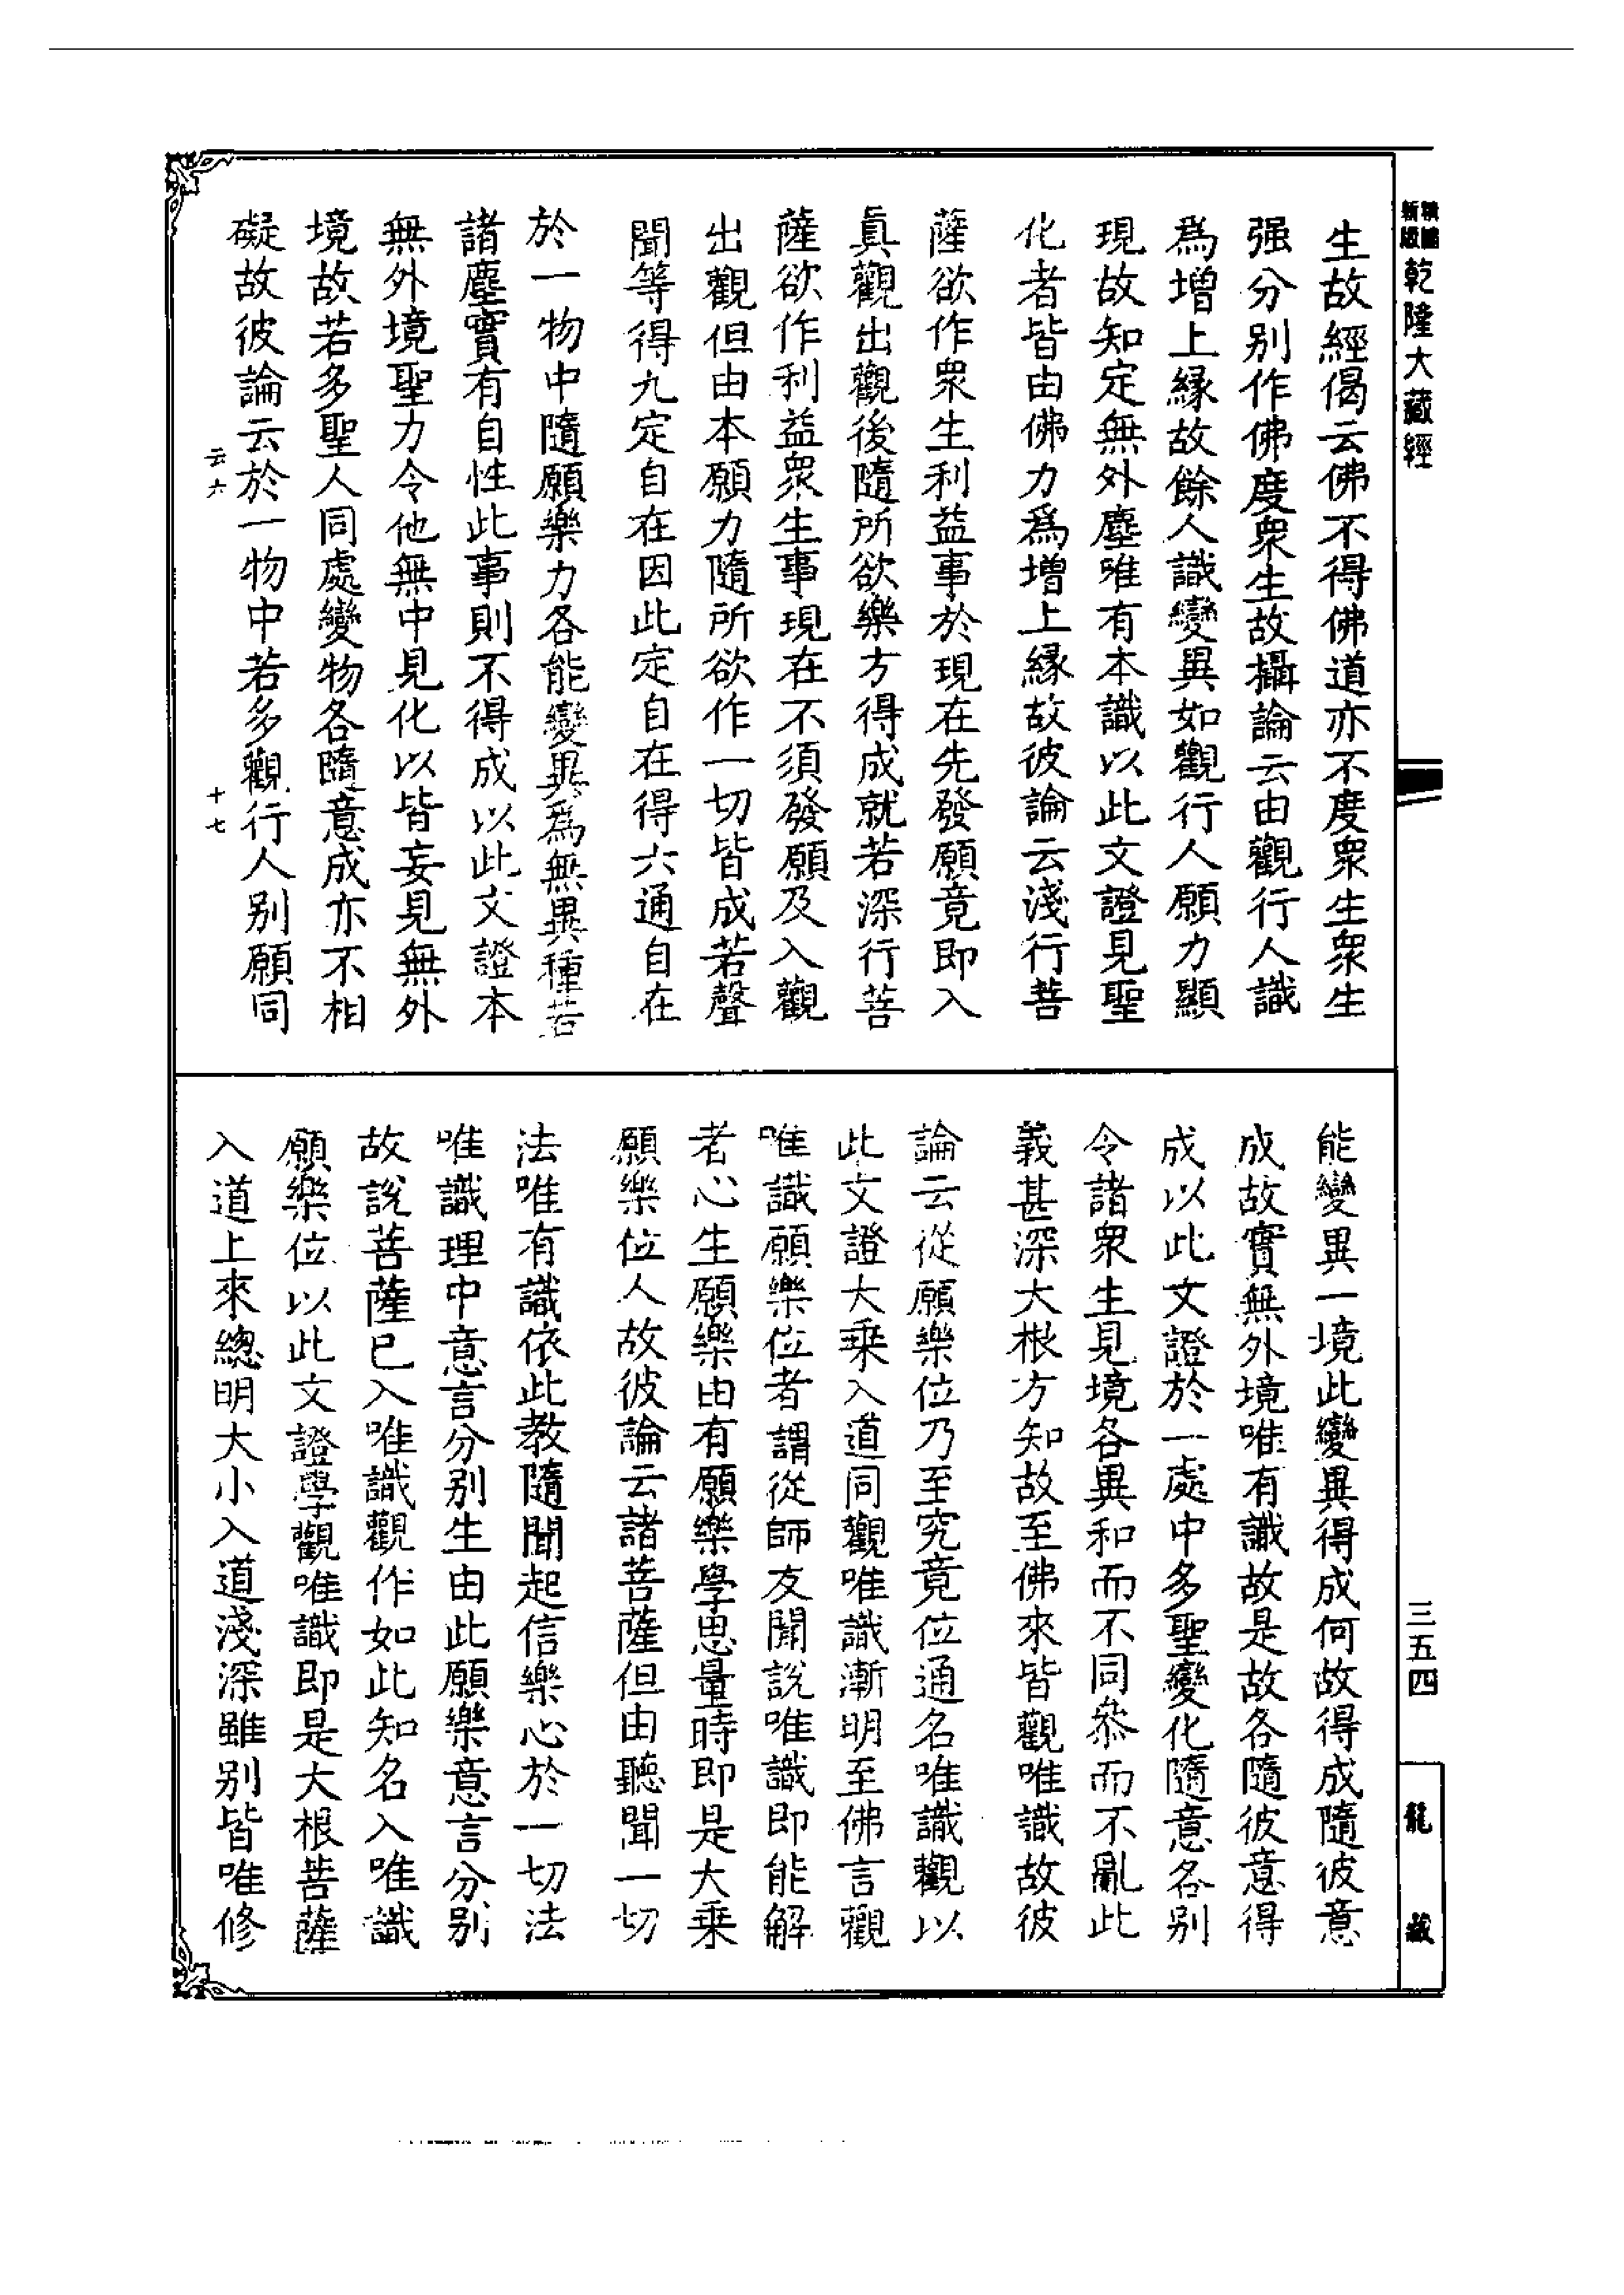 新版
乾隆大藏經
生故經偈云佛不得佛道亦不度衆生衆生
强分别作佛度衆生故攝論云由觀行人識
爲增上緣故餘人識變異如觀行人願力顯
現故知定無外塵唯有本識以此文證見聖
化者皆由佛力爲增上緣故彼論云淺行菩
薩欲作衆生利益事於現在先發願竟即入
真觀出觀後隨所欲樂方得成就若深行菩
薩欲作利益衆生事現在不須發願及入觀
出觀但由本願力隨所欲作一切皆成若聲
聞等得九定自在因此定自在得六通自在
於一物中隨願樂力各能變異爲無異種若
諸塵實有自性此事則不得成以此文證本
無外境聖力令他無中見化以皆妄見無外
境故若多聖人同處變物各隨意成亦不相
礙故彼論云於一物中若多觀行人别願同
云六
十七
能變異一境此變異得成何故得成隨彼意
成故實無外境唯有識故是故各隨彼意得
成以此文證於一處中多聖變化隨意各别
令諸衆生見境各異和而不同叅而不亂此
義甚深大根方知故至佛來皆觀唯識故彼
論云從願樂位乃至究竟位通名唯識觀以
此文證大乘入道同觀唯識漸明至佛言觀
唯識願樂位者謂從師友聞說唯識即能解
者心生願樂由有願樂學思量時即是大乘
願樂位人故彼論云諸菩薩但由聽聞一切
法唯有識依此教隨聞起信樂心於一切法
唯識理中意言分别生由此願樂意言分别
故說菩薩已入唯識觀作如此知名入唯識
願樂位以此文證學觀唯識即是大根菩薩
入道上來總明大小入道淺深雖别皆唯修
三五四
龍藏